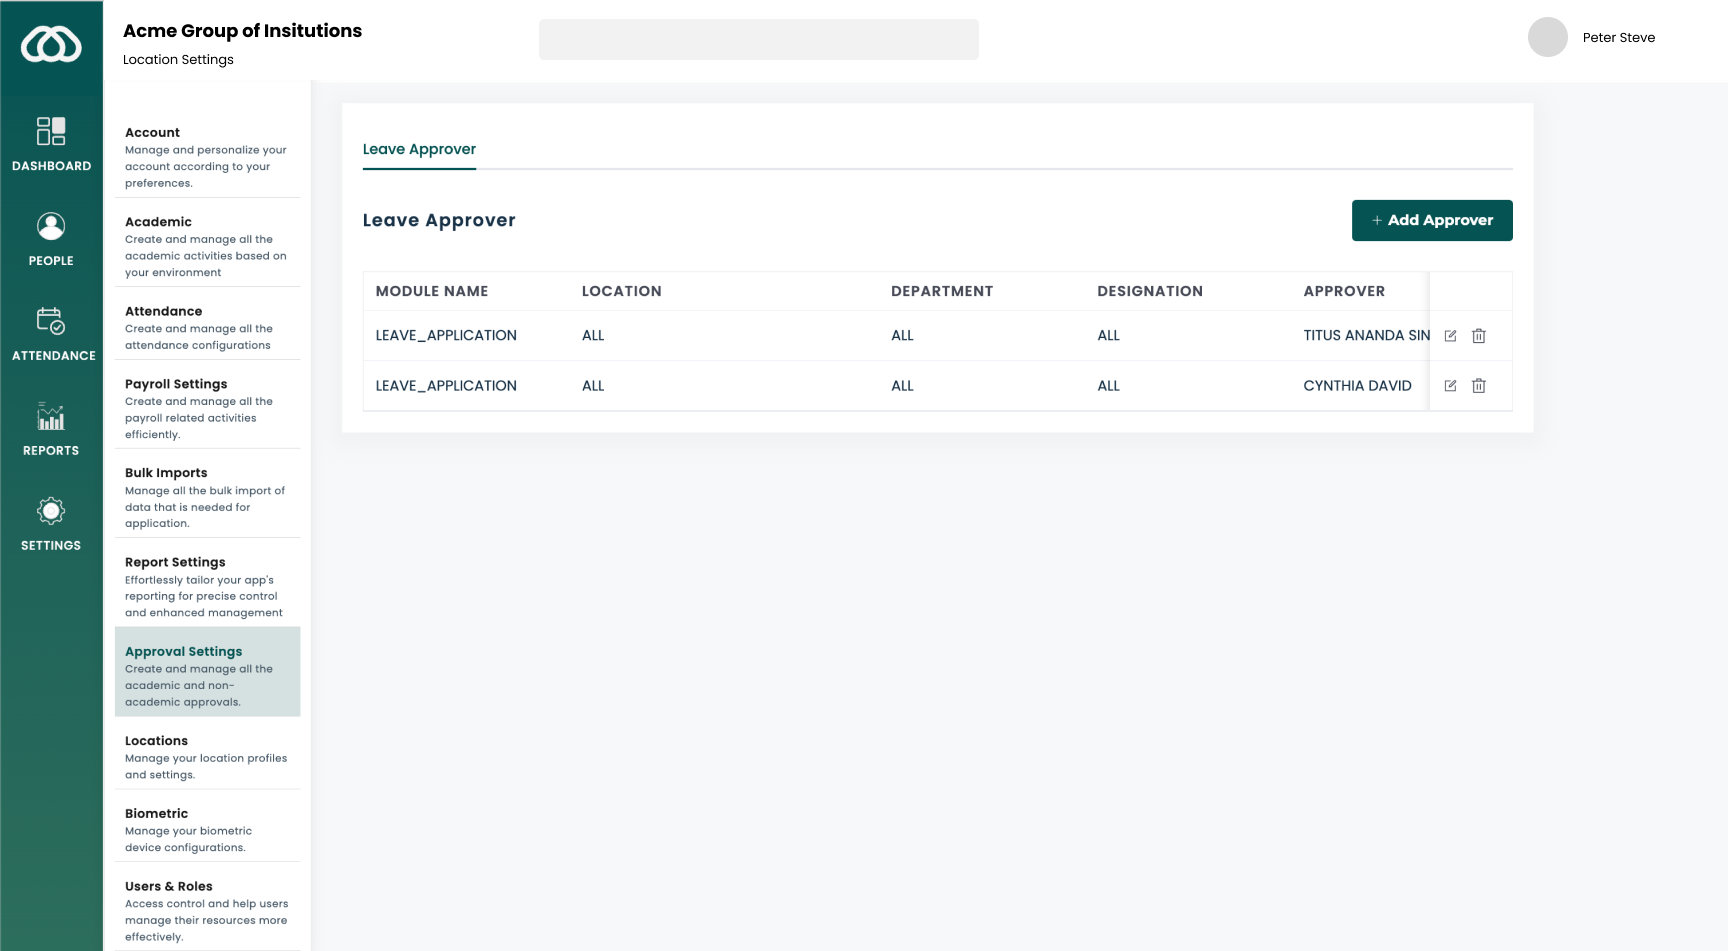 Acme Group of Insitutions
Location Settings
Peter Steve
DASHBOARD
PEOPLE
ATTENDANCE
REPORTS
SETTINGS
Account
Manage and personalize your
account according to your
preferences.
Academic
Create and manage all the
academic activities based on
your environment
Attendance
Create and manage all the
attendance configurations
Payroll Settings
Create and manage all the
payroll related activities
efficiently.
Bulk Imports
Manage all the bulk import of
data that is needed for
application.
Report Settings
Effortlessly tailor your app's
reporting for precise control
and enhanced management
Approval Settings
Create and manage all the
academic and non-
academic approvals.
Locations
Manage your location profiles
and settings.
Biometric
Manage your biometric
device configurations.
Users & Roles
Access control and help users
manage their resources more
effectively.
Leave Approver
Leave Approver
+ Add Approver
MODULE NAME LOCATION DEPARTMENT DESIGNATION APPROVER
LEAVE_APPLICATION ALL ALL ALL TITUS ANANDA SIN
LEAVE_APPLICATION ALL ALL ALL CYNTHIA DAVID